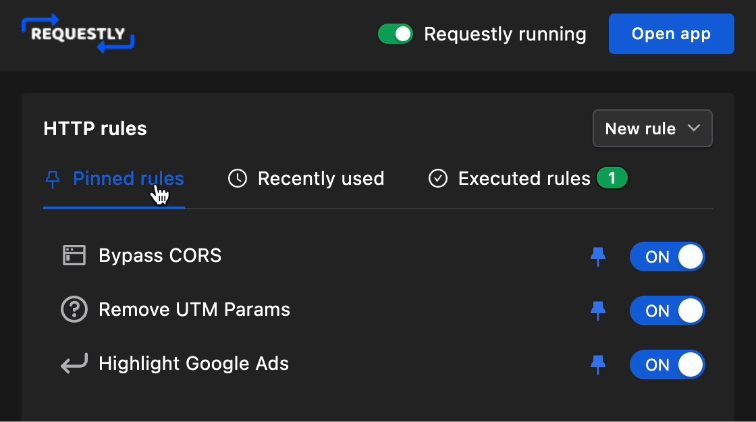 REQUESTLY
Requestly running
Open app
HTTP rules
New rule
Pinned rules
Recently used
Executed rules 1
Bypass CORS
ON
Remove UTM Params
ON
Highlight Google Ads
ON